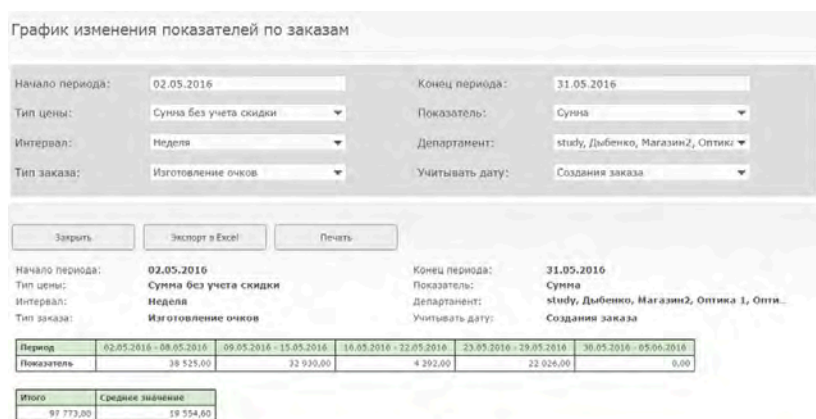 График изменения показателей по заказам
Начало периода: 02.05.2016 Конец периода: 31.05.2016
Тип цены: Сумма без учета скидки Показатель: Сумма
Интервал: Неделя Департамент: study, Дыбенко, Магазин2, Оптика
Тип заказа: Изготовление очков Учитывать дату: Создания заказа
Закрыть Экспорт в Excel Печать
Начало периода: 02.05.2016 Конец периода: 31.05.2016
Тип цены: Сумма без учета скидки Показатель: Сумма
Интервал: Неделя Департамент: study, Дыбенко, Магазин2, Оптика 1, Опти...
Тип заказа: Изготовление очков Учитывать дату: Создания заказа
Период 02.05.2016 - 08.05.2016 09.05.2016 - 15.05.2016 16.05.2016 - 22.05.2016 23.05.2016 - 29.05.2016 30.05.2016 - 05.06.2016
Показатель 38 525,00 32 930,00 4 292,00 22 026,00 0,00
Итого Среднее значение
97 773,00 19 554,60